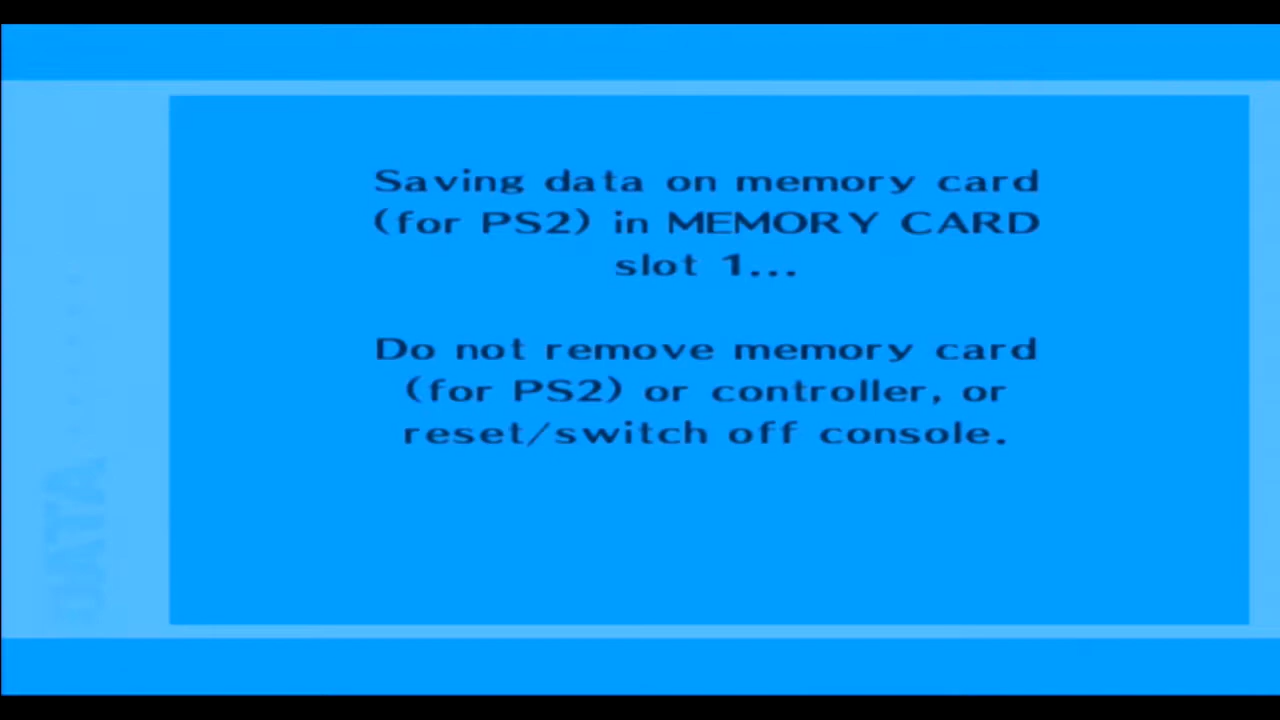 Saving data on memory card
(for PS2) in MEMORY CARD
slot 1...
Do not remove memory card
(for PS2) or controller, or
reset/switch off console.
DATA